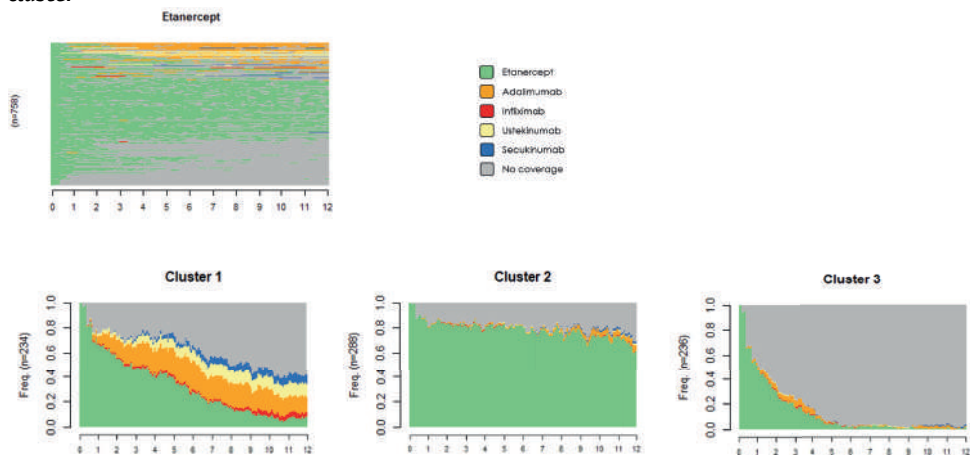 Etanercept
(n=758)
0 1 2 3 4 5 6 7 8 9 10 11 12
Etanercept
Adalimumab
Infliximab
Ustekinumab
Secukinumab
No coverage
Cluster 1
Freq. (n=234)
0.0 0.2 0.4 0.6 0.8 1.0
0 1 2 3 4 5 6 7 8 9 10 11 12
Cluster 2
Freq. (n=288)
0.0 0.2 0.4 0.6 0.8 1.0
0 1 2 3 4 5 6 7 8 9 10 11 12
Cluster 3
Freq. (n=236)
0.0 0.2 0.4 0.6 0.8 1.0
0 1 2 3 4 5 6 7 8 9 10 11 12